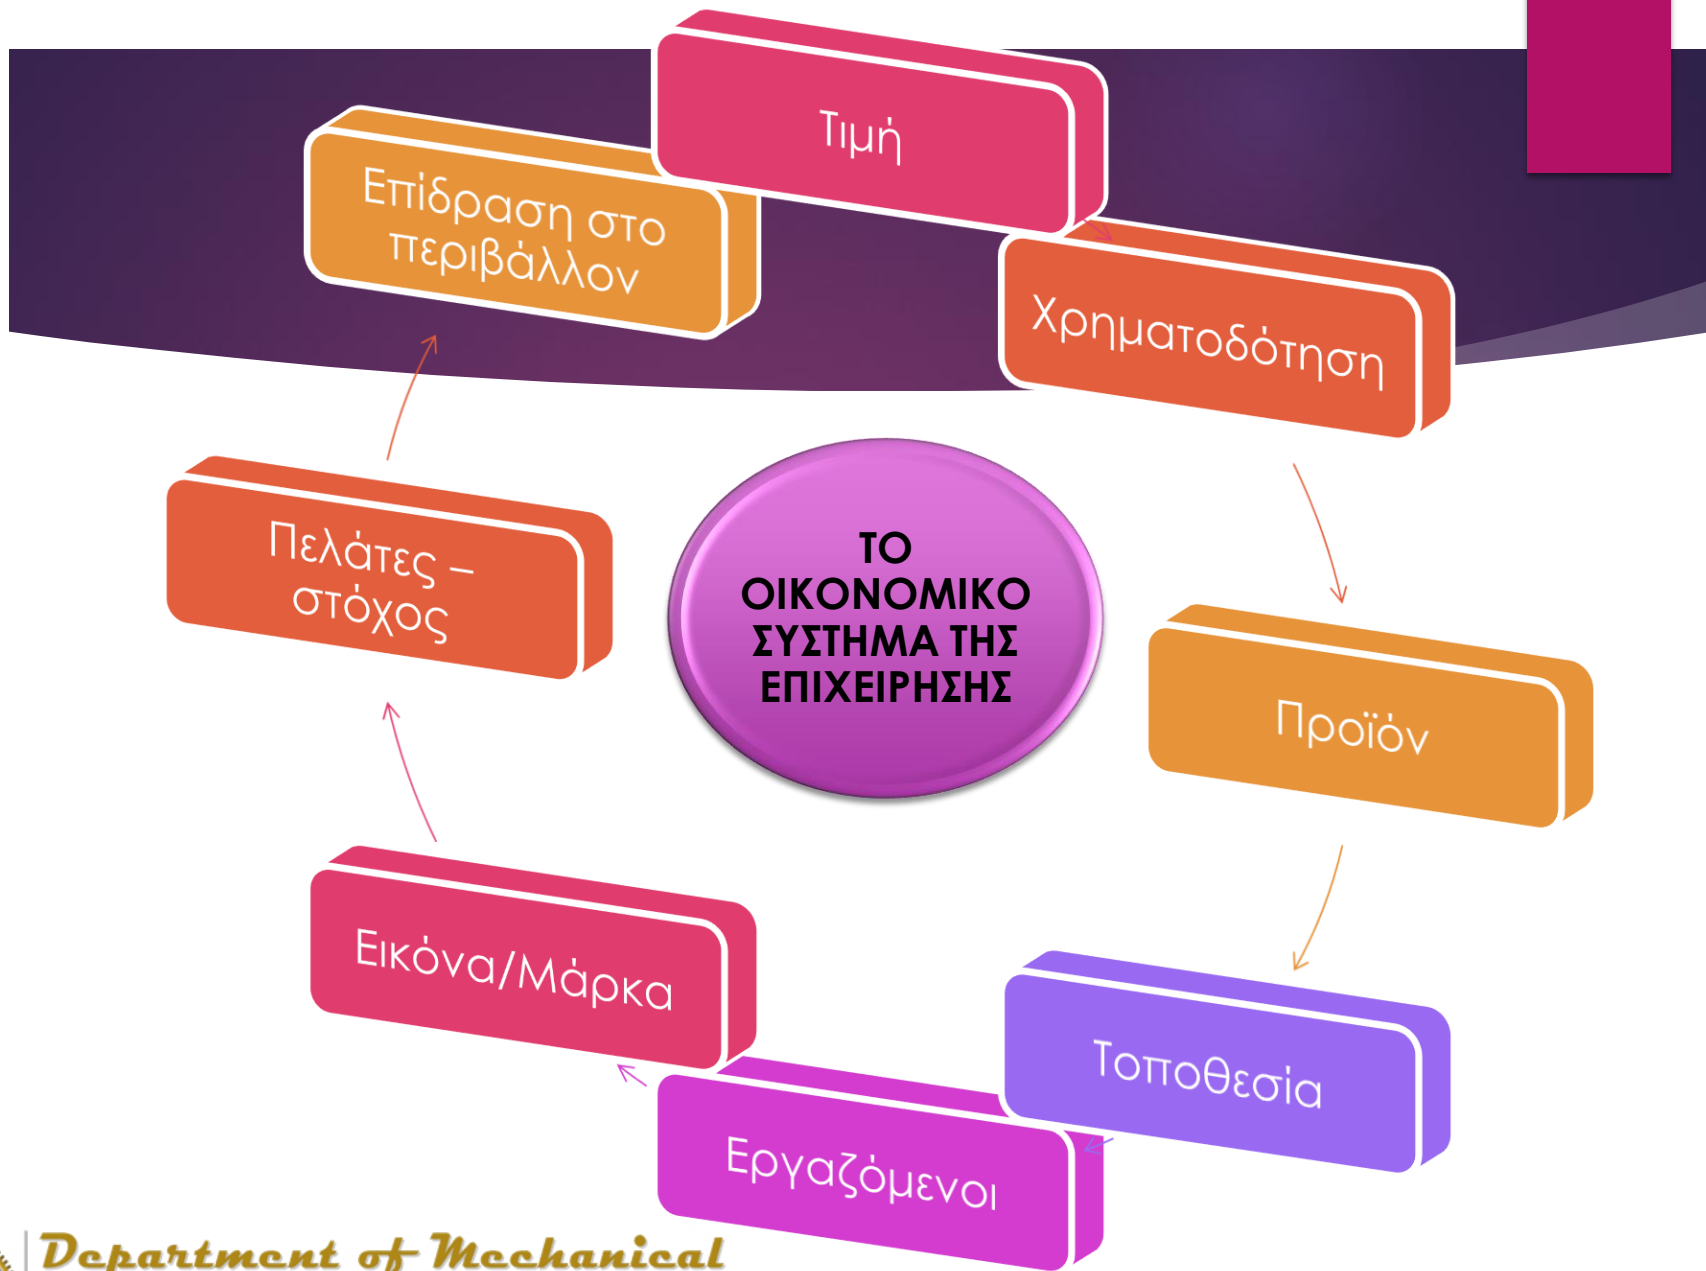 Τιμή
Επίδραση στο
περιβάλλον
Χρηματοδότηση
Πελάτες –
στόχος
ΤΟ
ΟΙΚΟΝΟΜΙΚΟ
ΣΥΣΤΗΜΑ ΤΗΣ
ΕΠΙΧΕΙΡΗΣΗΣ
Προϊόν
Εικόνα/Μάρκα
Τοποθεσία
Εργαζόμενοι
Department of Mechanical